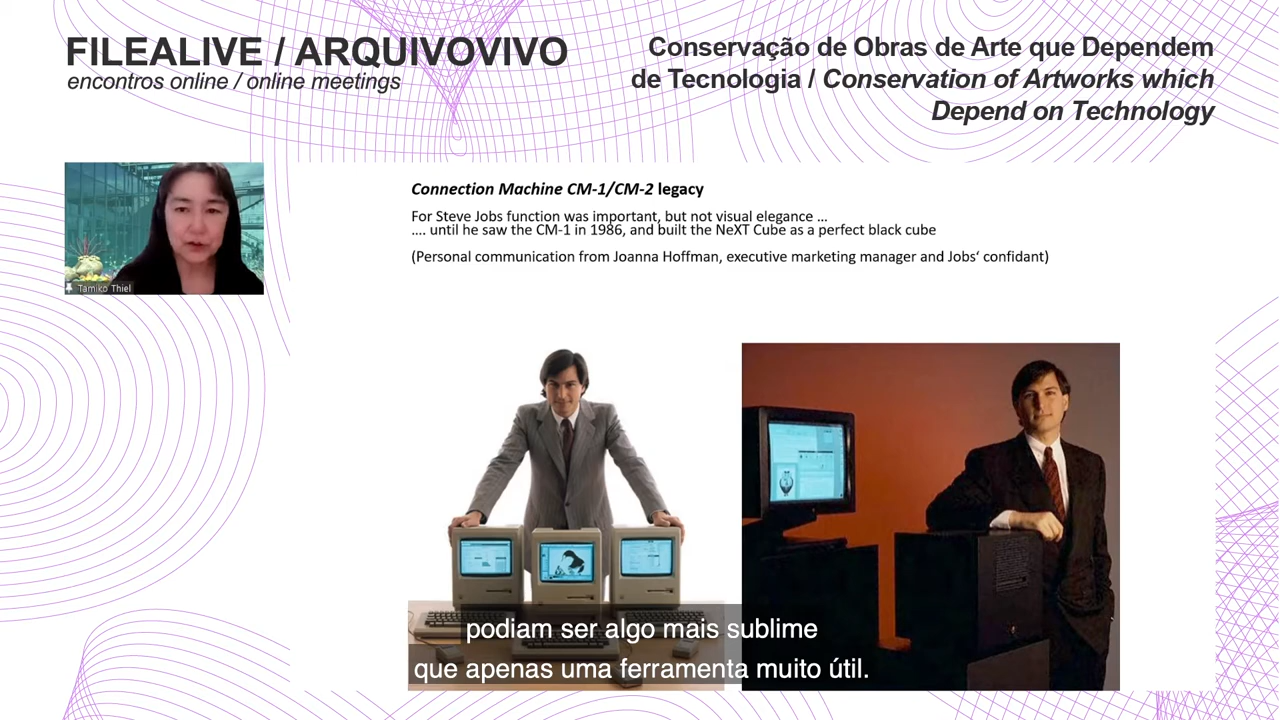 FILEALIVE / ARQUIVOVIVO
encontros online / online meetings
Conservação de Obras de Arte que Dependem
de Tecnologia / Conservation of Artworks which
Depend on Technology
Tamiko Thiel
Connection Machine CM-1/CM-2 legacy
For Steve Jobs function was important, but not visual elegance ...
.... until he saw the CM-1 in 1986, and built the NeXT Cube as a perfect black cube
(Personal communication from Joanna Hoffman, executive marketing manager and Jobs‘ confidant)
podiam ser algo mais sublime
que apenas uma ferramenta muito útil.